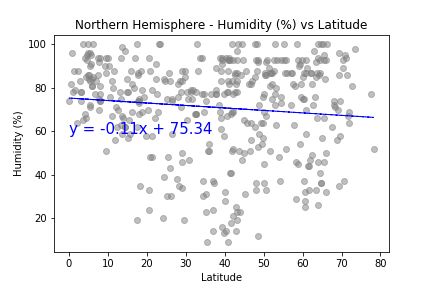 Northern Hemisphere - Humidity (%) vs Latitude
100
80
60
40
20
Humidity (%)
y = -0.11x + 75.34
0 10 20 30 40 50 60 70 80
Latitude